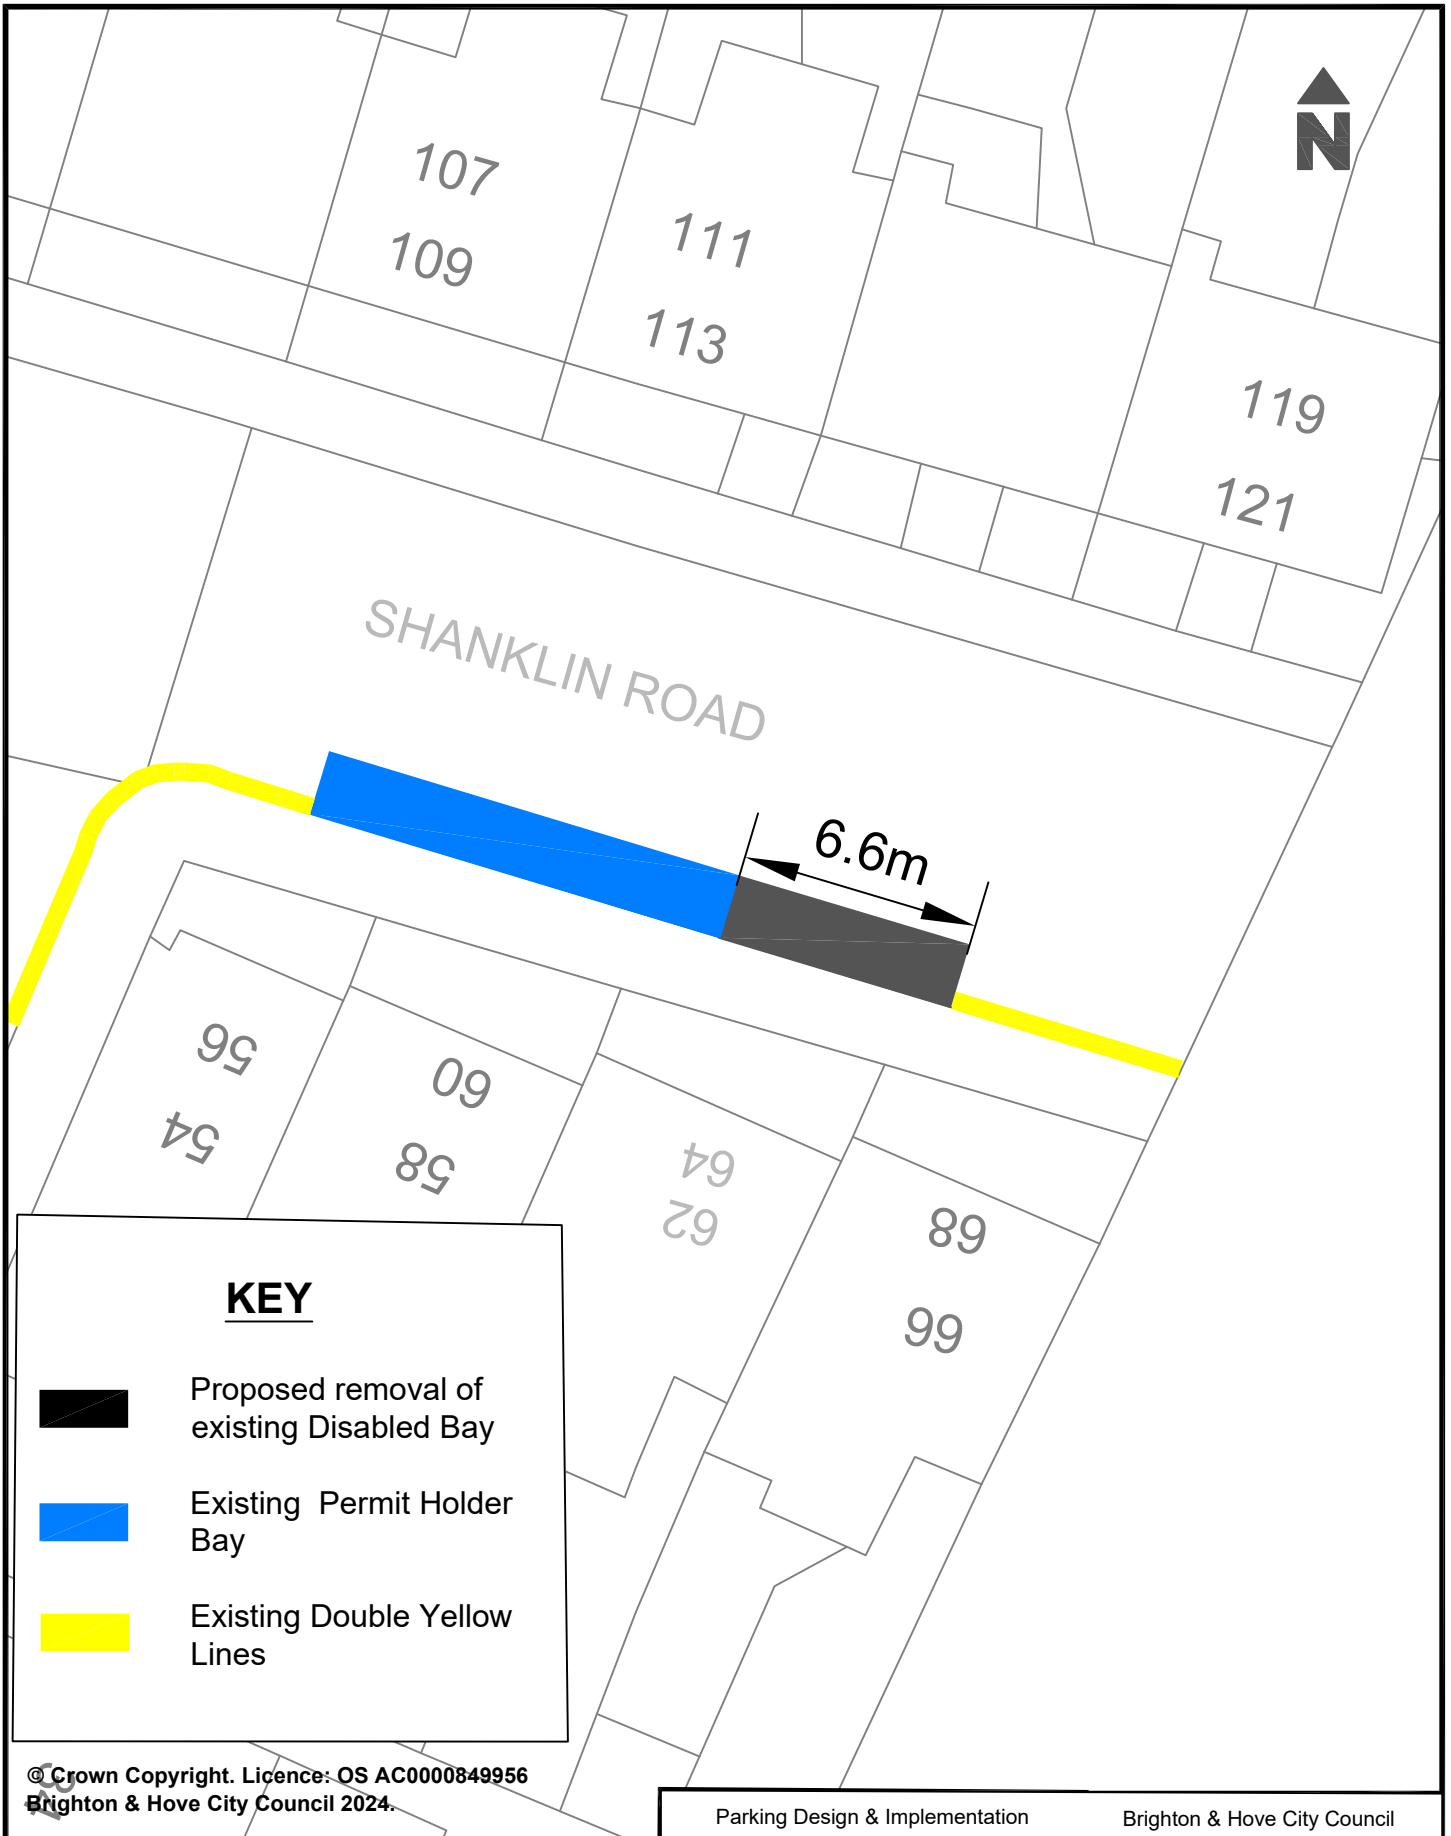 N
107
109
111
113
119
121
SHANKLIN ROAD
6.6m
56
54
60
58
64
62
68
66
KEY
Proposed removal of
existing Disabled Bay
Existing Permit Holder
Bay
Existing Double Yellow
Lines
34
© Crown Copyright. Licence: OS AC0000849956
Brighton & Hove City Council 2024.
Parking Design & Implementation
Brighton & Hove City Council